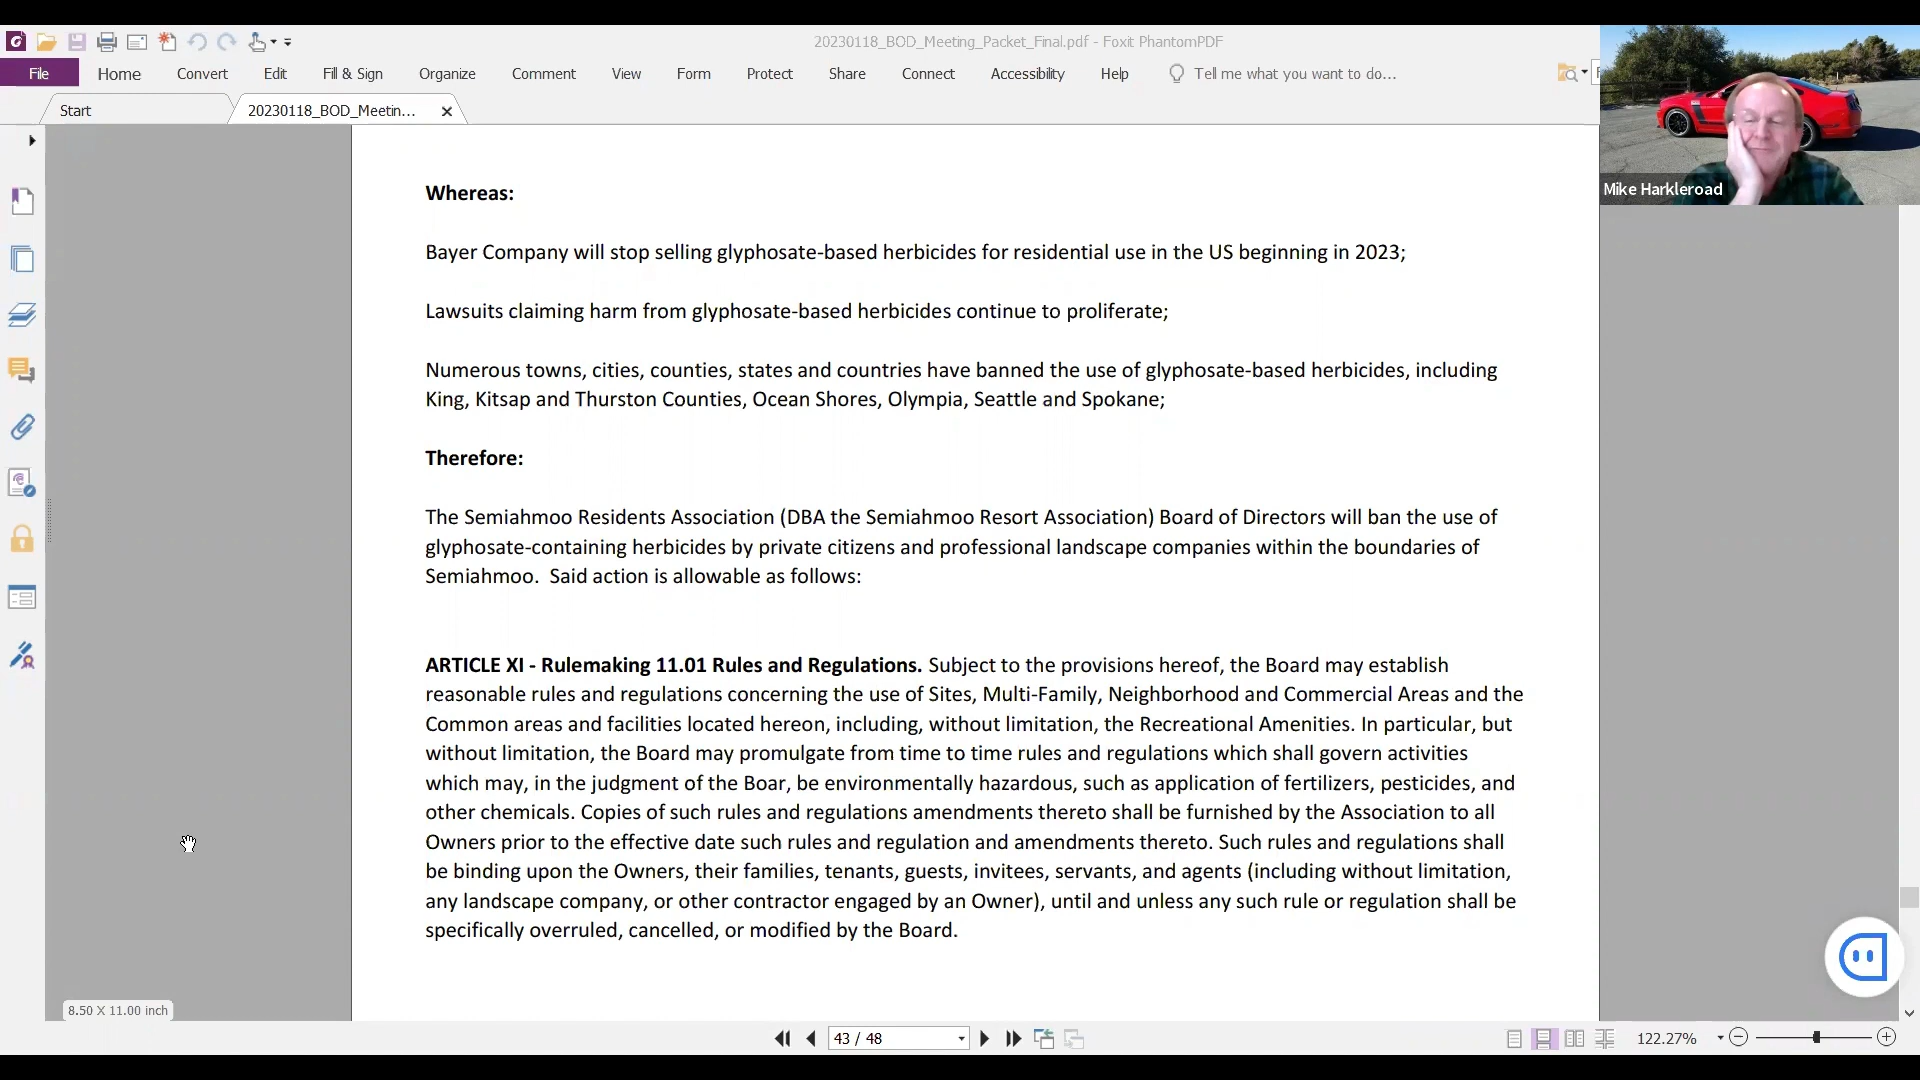 20230118_BOD_Meeting_Packet_Final.pdf - Foxit PhantomPDF
File Home Convert Edit Fill & Sign Organize Comment View Form Protect Share Connect Accessibility Help Tell me what you want to do...
Start 20230118_BOD_Meetin...
Mike Harkleroad
Whereas:
Bayer Company will stop selling glyphosate-based herbicides for residential use in the US beginning in 2023;
Lawsuits claiming harm from glyphosate-based herbicides continue to proliferate;
Numerous towns, cities, counties, states and countries have banned the use of glyphosate-based herbicides, including
King, Kitsap and Thurston Counties, Ocean Shores, Olympia, Seattle and Spokane;
Therefore:
The Semiahmoo Residents Association (DBA the Semiahmoo Resort Association) Board of Directors will ban the use of
glyphosate-containing herbicides by private citizens and professional landscape companies within the boundaries of
Semiahmoo.  Said action is allowable as follows:
ARTICLE XI - Rulemaking 11.01 Rules and Regulations. Subject to the provisions hereof, the Board may establish
reasonable rules and regulations concerning the use of Sites, Multi-Family, Neighborhood and Commercial Areas and the
Common areas and facilities located hereon, including, without limitation, the Recreational Amenities. In particular, but
without limitation, the Board may promulgate from time to time rules and regulations which shall govern activities
which may, in the judgment of the Boar, be environmentally hazardous, such as application of fertilizers, pesticides, and
other chemicals. Copies of such rules and regulations amendments thereto shall be furnished by the Association to all
Owners prior to the effective date such rules and regulation and amendments thereto. Such rules and regulations shall
be binding upon the Owners, their families, tenants, guests, invitees, servants, and agents (including without limitation,
any landscape company, or other contractor engaged by an Owner), until and unless any such rule or regulation shall be
specifically overruled, cancelled, or modified by the Board.
8.50 X 11.00 inch
43 / 48
122.27%